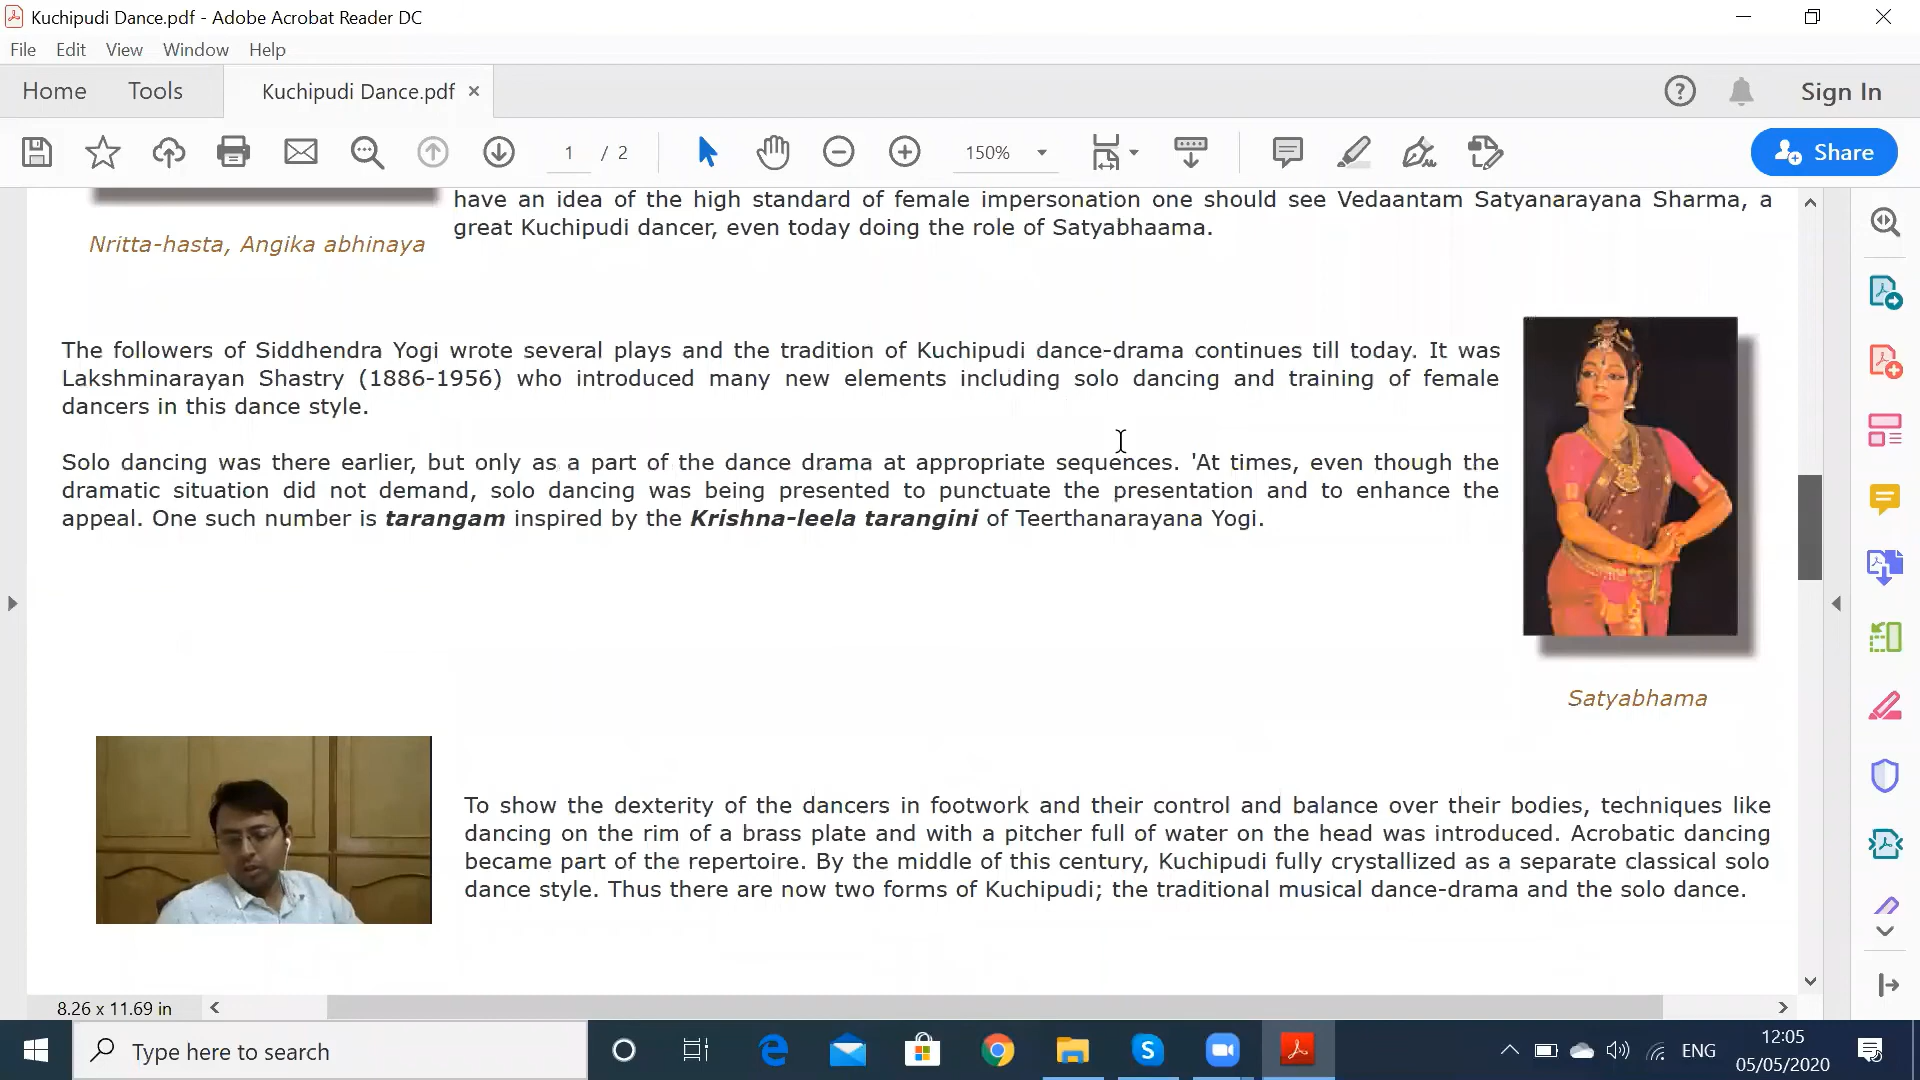 Kuchipudi Dance.pdf - Adobe Acrobat Reader DC
File Edit View Window Help
Home Tools Kuchipudi Dance.pdf × Sign In
1 / 2 150% Share
have an idea of the high standard of female impersonation one should see Vedaantam Satyanarayana Sharma, a
great Kuchipudi dancer, even today doing the role of Satyabhaama.
Nritta-hasta, Angika abhinaya
The followers of Siddhendra Yogi wrote several plays and the tradition of Kuchipudi dance-drama continues till today. It was
Lakshminarayan Shastry (1886-1956) who introduced many new elements including solo dancing and training of female
dancers in this dance style.
Solo dancing was there earlier, but only as a part of the dance drama at appropriate sequences. 'At times, even though the
dramatic situation did not demand, solo dancing was being presented to punctuate the presentation and to enhance the
appeal. One such number is tarangam inspired by the Krishna-leela tarangini of Teerthanarayana Yogi.
Satyabhama
To show the dexterity of the dancers in footwork and their control and balance over their bodies, techniques like
dancing on the rim of a brass plate and with a pitcher full of water on the head was introduced. Acrobatic dancing
became part of the repertoire. By the middle of this century, Kuchipudi fully crystallized as a separate classical solo
dance style. Thus there are now two forms of Kuchipudi; the traditional musical dance-drama and the solo dance.
8.26 x 11.69 in
Type here to search
ENG
12:05
05/05/2020